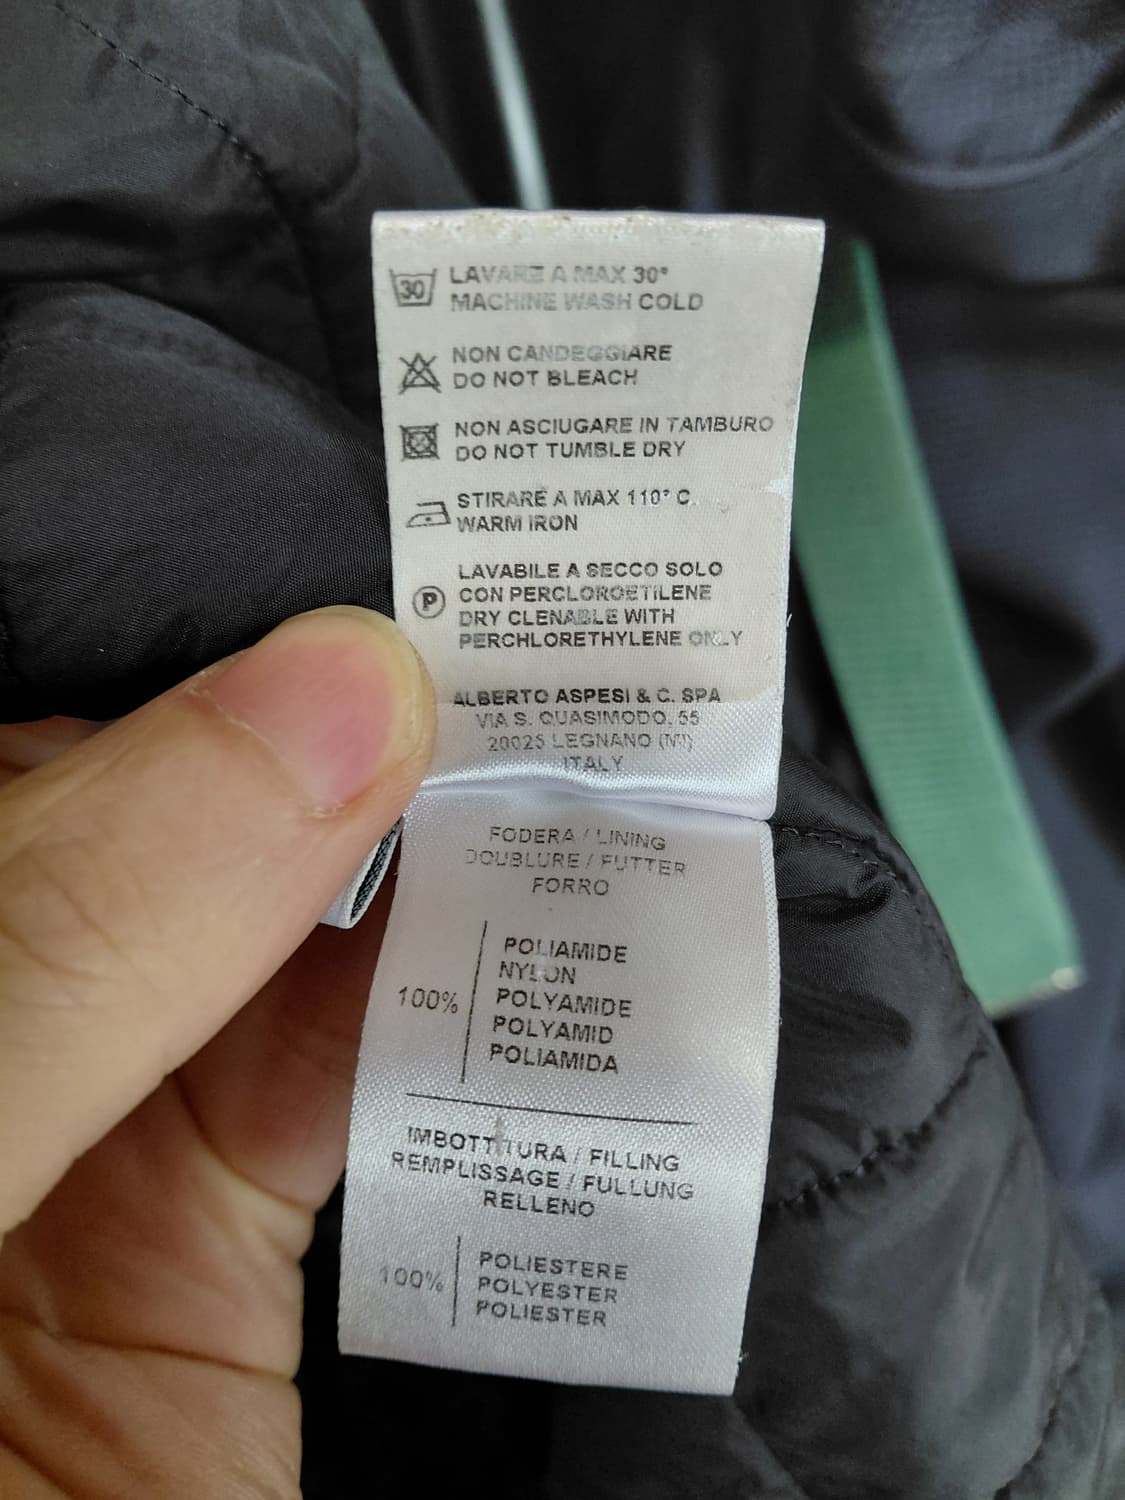 30 LAVARE A MAX 30°
MACHINE WASH COLD
NON CANDEGGIARE
DO NOT BLEACH
NON ASCIUGARE IN TAMBURO
DO NOT TUMBLE DRY
STIRARE A MAX 110° C.
WARM IRON
LAVABILE A SECCO SOLO
CON PERCLOROETILENE
P DRY CLENABLE WITH
PERCHLORETHYLENE ONLY
ALBERTO ASPESI & C. SPA
VIA S. QUASIMODO, 55
20025 LEGNANO (MI)
ITALY
FODERA / LINING
DOUBLURE / FUTTER
FORRO
POLIAMIDE
NYLON
100% POLYAMIDE
POLYAMID
POLIAMIDA
IMBOTTITURA / FILLING
REMPLISSAGE / FULLUNG
RELLENO
POLIESTERE
100% POLYESTER
POLIESTER